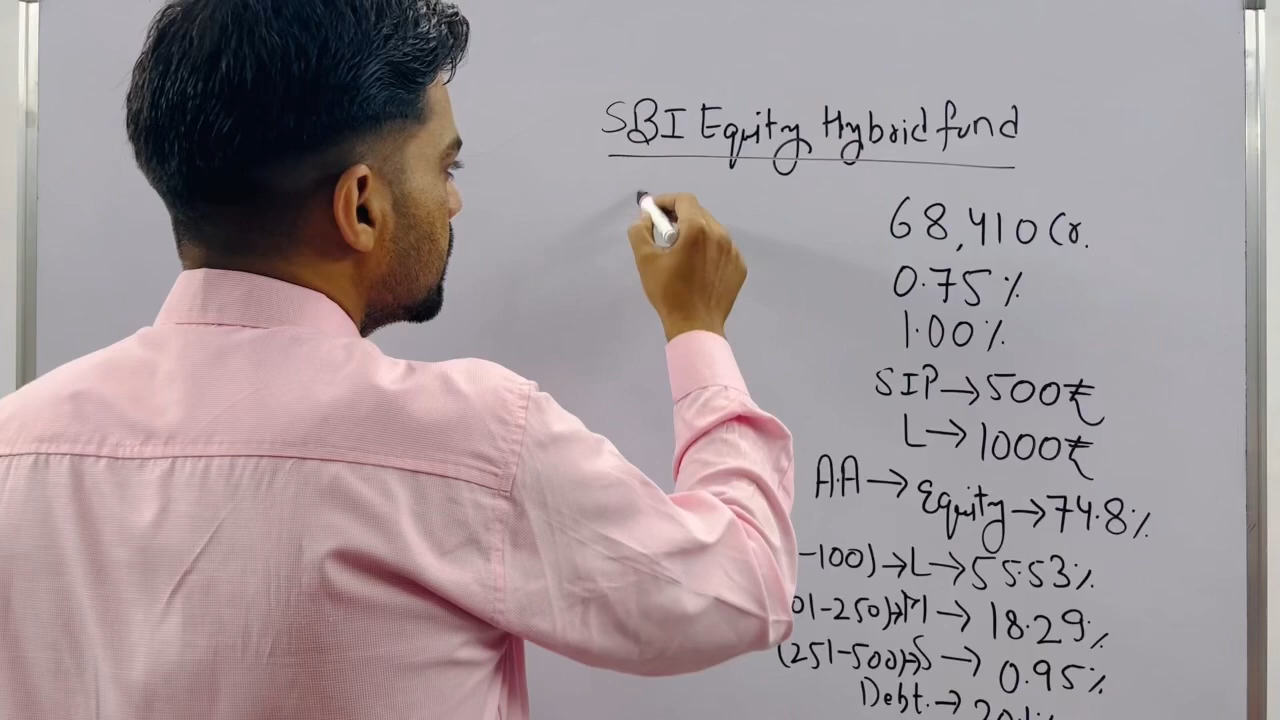 SBI Equity Hybrid fund
68,410 Cr.
0.75%
1.00%
SIP→500₹
L→1000₹
A.A→Equity→74.8%
-100)→L→55.53%
01-250)→M→18.29%
(251-500)→S→0.95%
Debt.→